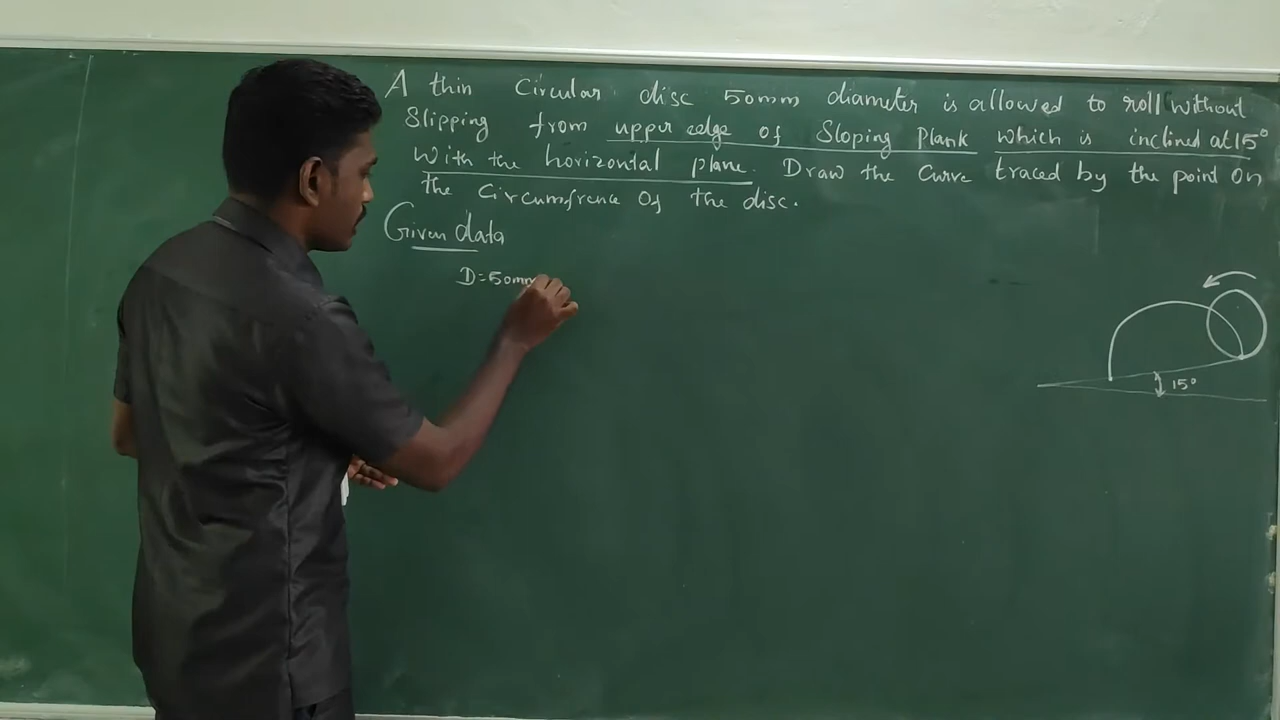 A thin Circular disc 50mm diameter is allowed to roll without
Slipping from upper edge of Sloping Plank which is inclined at 15°
With the horizontal plane. Draw the Curve traced by the point on
the Circumfrence of the disc.
Given data
D=50mm
15°